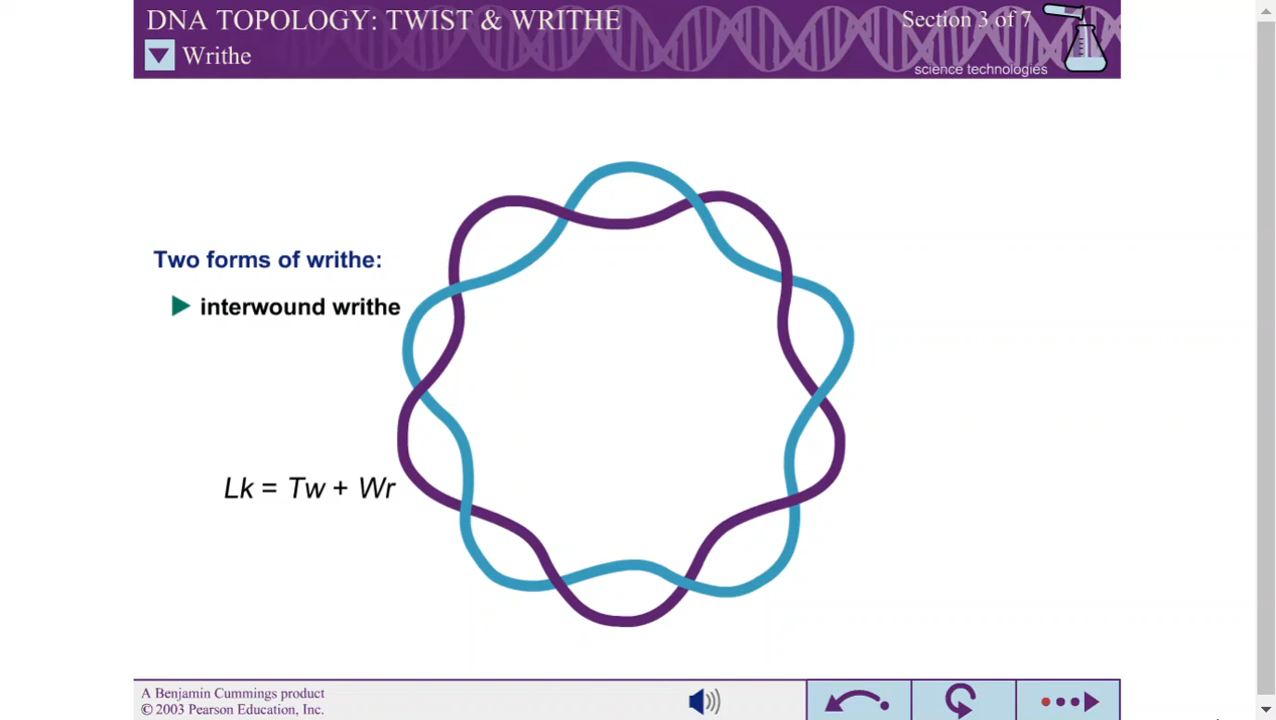 DNA TOPOLOGY: TWIST & WRITHE
Section 3 of 7
Writhe
science technologies
Two forms of writhe:
interwound writhe
Lk = Tw + Wr
A Benjamin Cummings product
© 2003 Pearson Education, Inc.